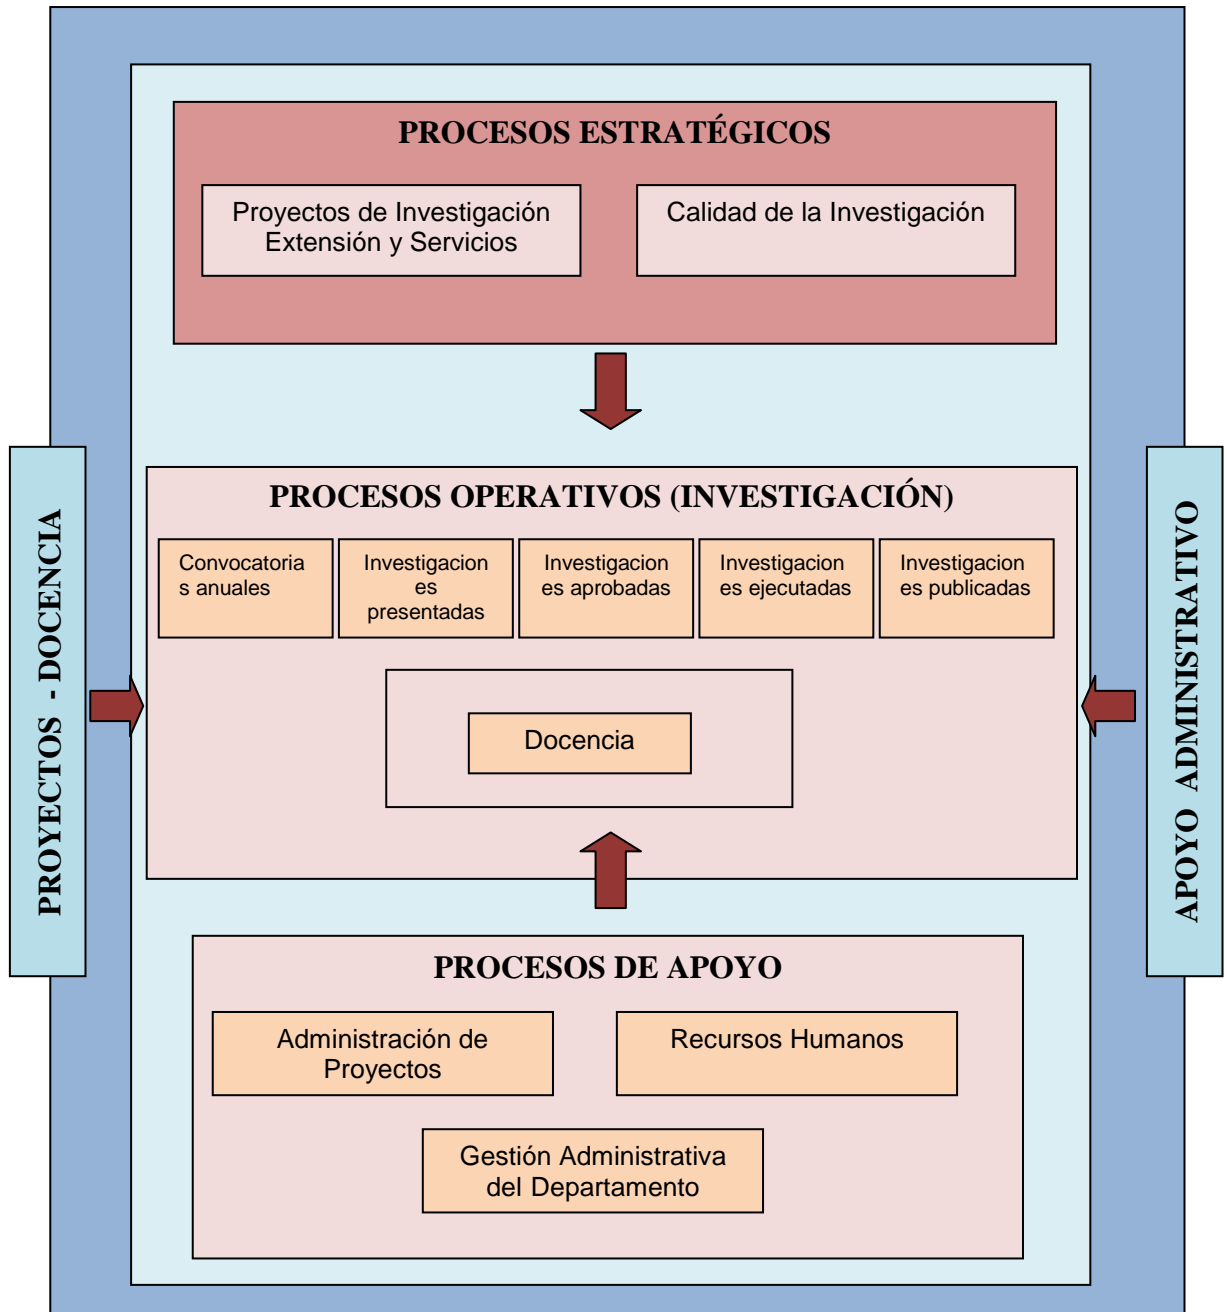 PROCESOS ESTRATÉGICOS
Proyectos de Investigación
Extensión y Servicios
Calidad de la Investigación
PROYECTOS - DOCENCIA
PROCESOS OPERATIVOS (INVESTIGACIÓN)
Convocatoria
s anuales
Investigacion
es
presentadas
Investigacion
es aprobadas
Investigacion
es ejecutadas
Investigacion
es publicadas
Docencia
APOYO ADMINISTRATIVO
PROCESOS DE APOYO
Administración de
Proyectos
Recursos Humanos
Gestión Administrativa
del Departamento